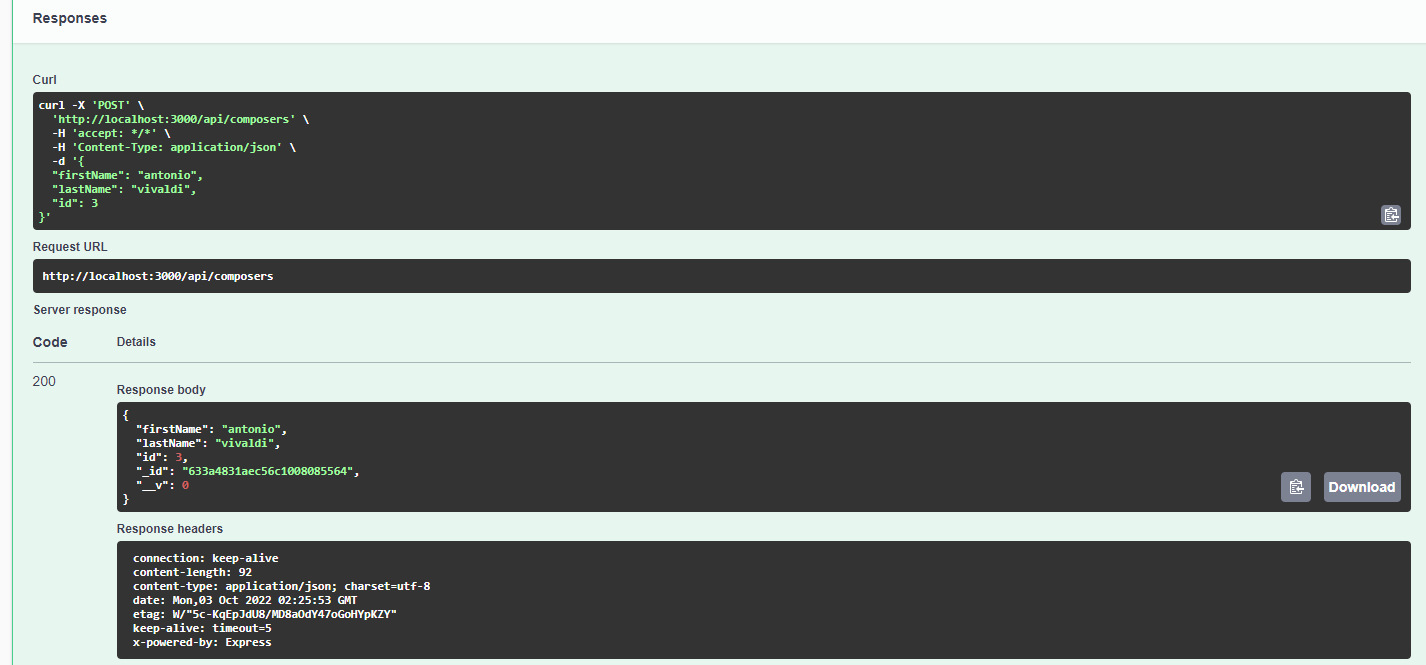 Responses
Curl
curl -X 'POST' \
  'http://localhost:3000/api/composers' \
  -H 'accept: */*' \
  -H 'Content-Type: application/json' \
  -d '{
  "firstName": "antonio",
  "lastName": "vivaldi",
  "id": 3
}'
Request URL
http://localhost:3000/api/composers
Server response
Code Details
200
Response body
{
  "firstName": "antonio",
  "lastName": "vivaldi",
  "id": 3,
  "_id": "633a4831aec56c1008085564",
  "__v": 0
}
Download
Response headers
connection: keep-alive
content-length: 92
content-type: application/json; charset=utf-8
date: Mon,03 Oct 2022 02:25:53 GMT
etag: W/"5c-KqEpJdU8/MD8aOdY47oGoHYpKZY"
keep-alive: timeout=5
x-powered-by: Express